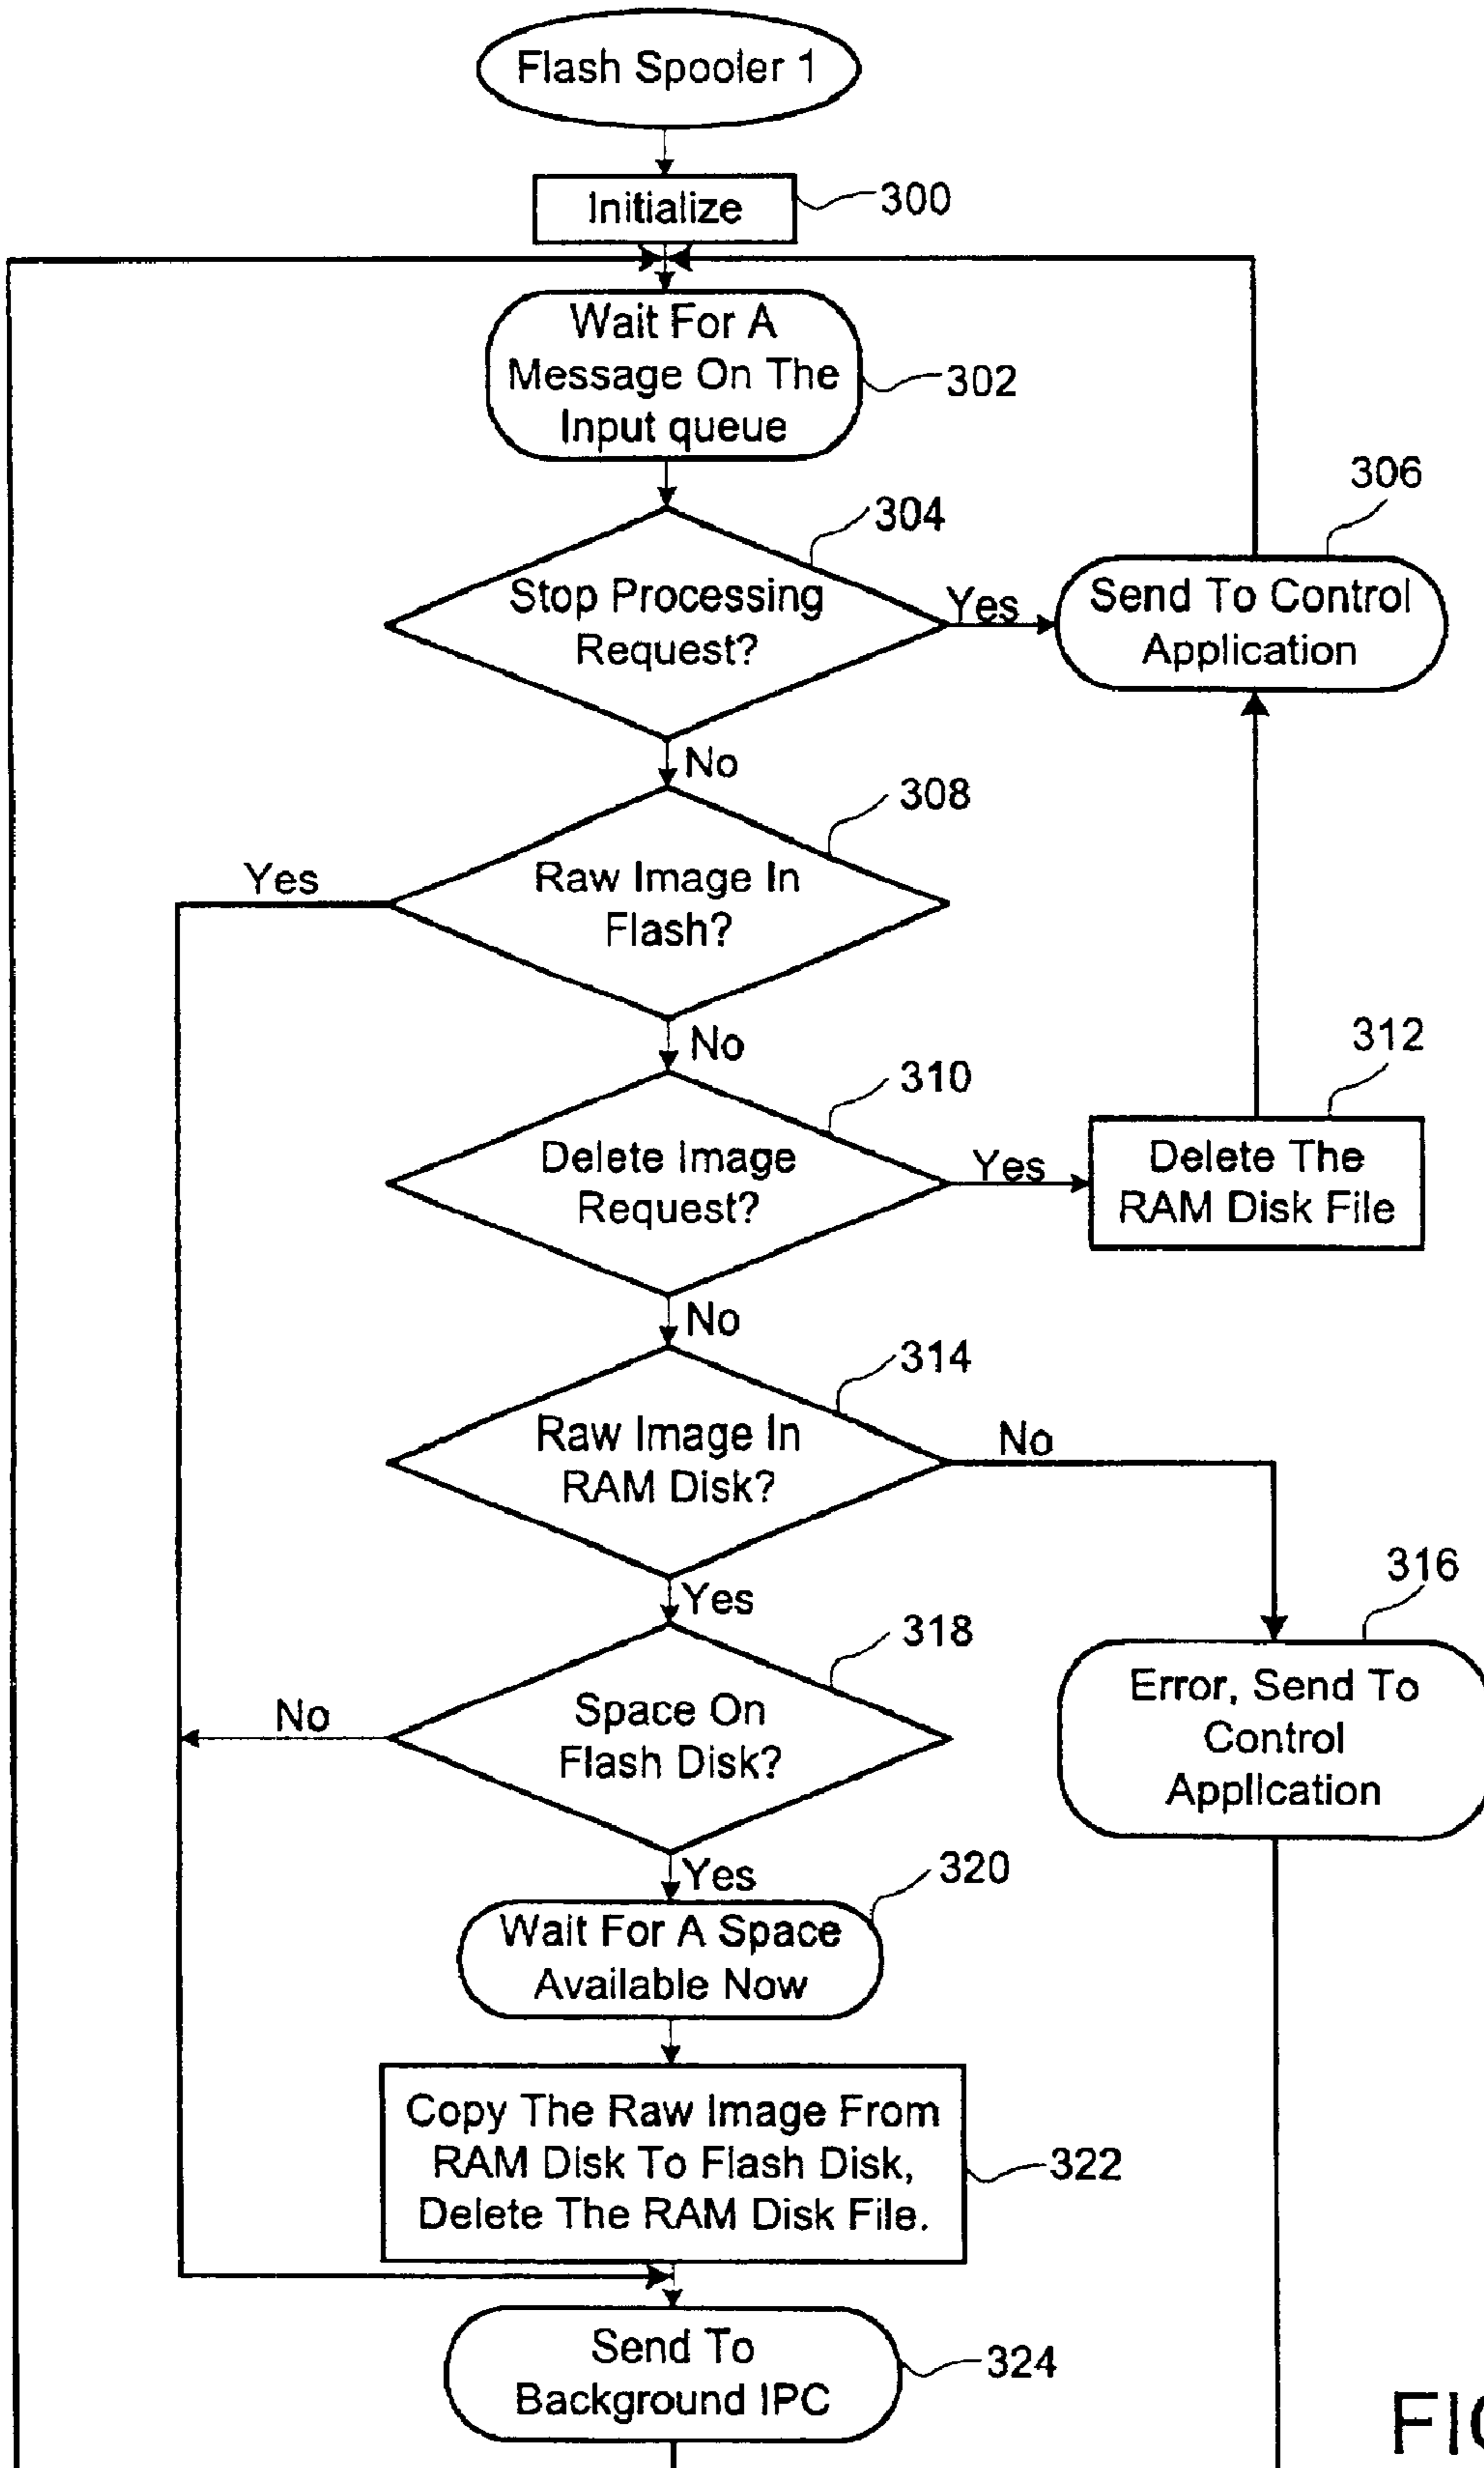 Flash Spooler 1
Initialize
300
Wait For A
Message On The
Input queue
302
304
306
Stop Processing
Request?
Yes
Send To Control
Application
No
308
Yes
Raw Image In
Flash?
No
310
312
Delete Image
Request?
Yes
Delete The
RAM Disk File
No
314
Raw Image In
RAM Disk?
No
316
Yes
318
Error, Send To
Control
Application
No
Space On
Flash Disk?
Yes
320
Wait For A Space
Available Now
Copy The Raw Image From
RAM Disk To Flash Disk,
Delete The RAM Disk File.
322
Send To
Background IPC
324